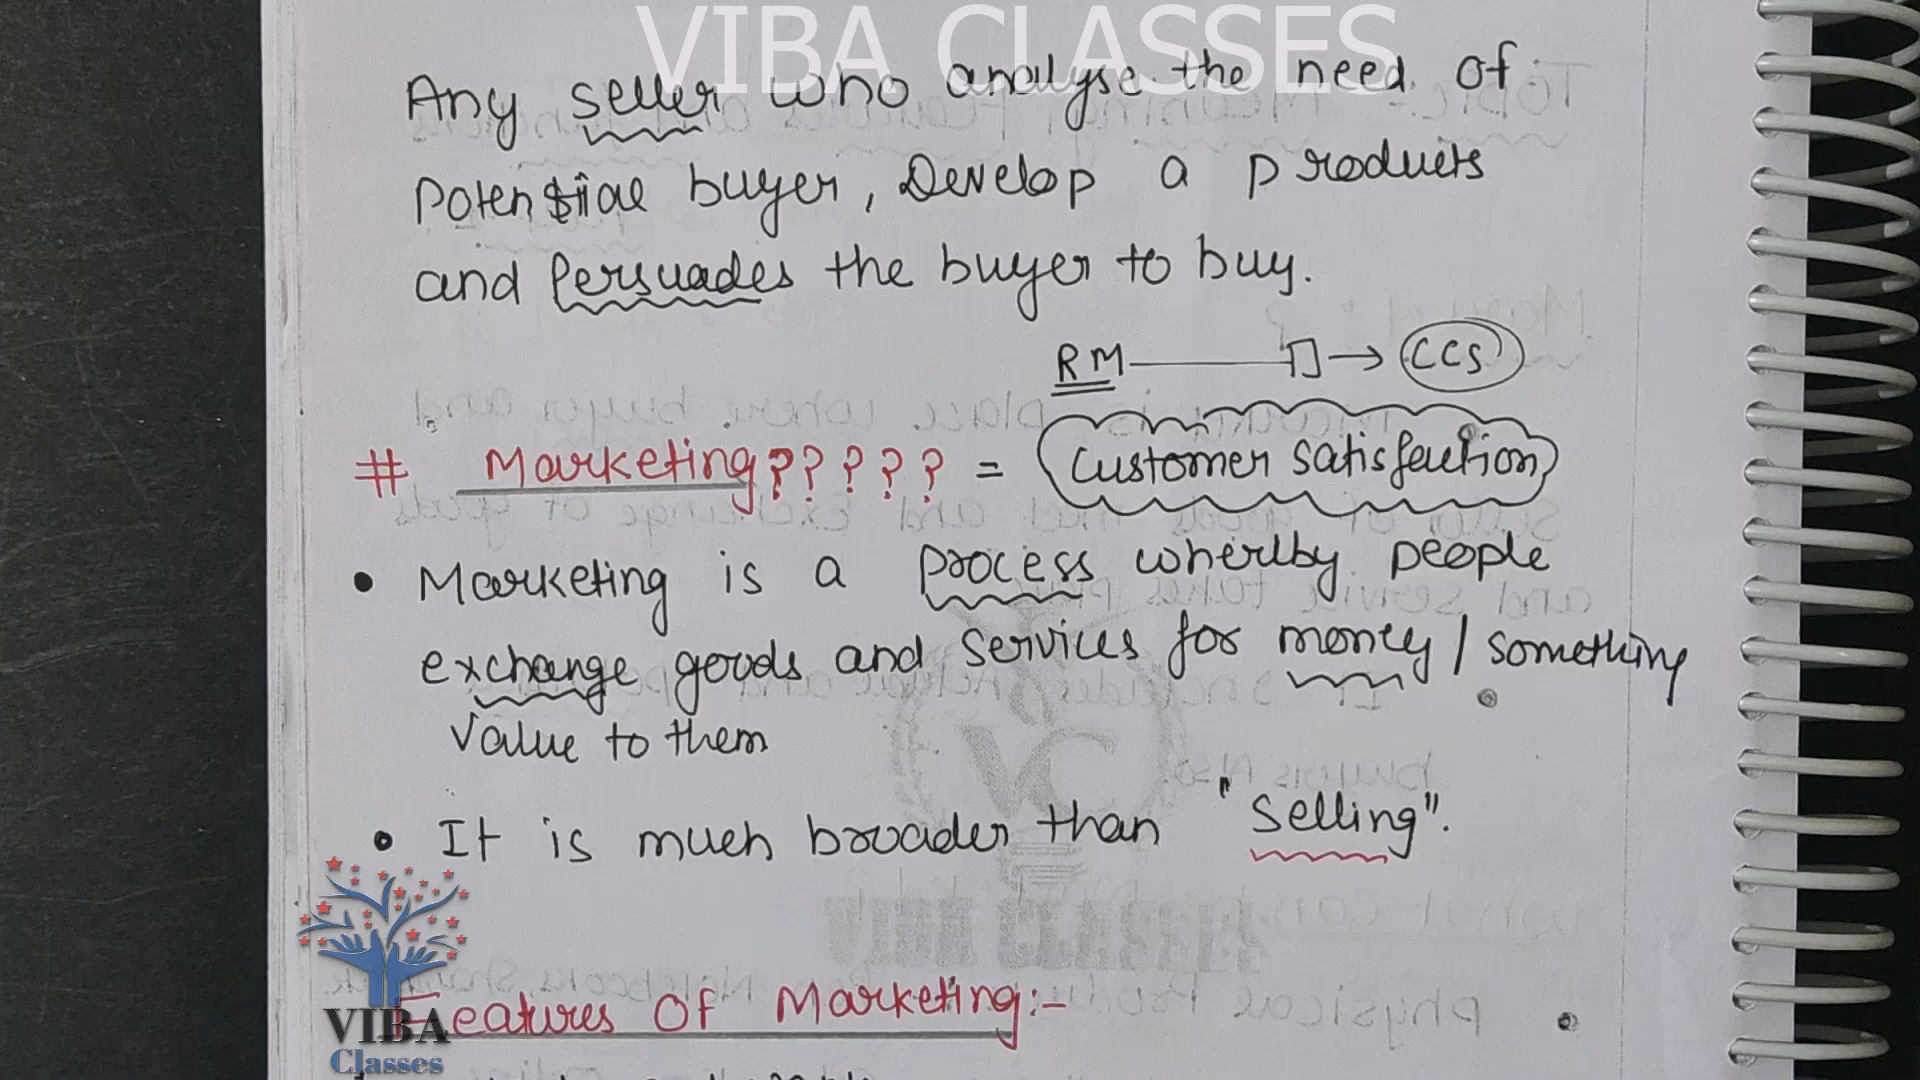 VIBA CLASSES
Any seller who analyse the need of
potential buyer, Develop a products
and Persuades the buyer to buy.
RM → CCS
# Marketing????? = Customer Satisfaction
• Marketing is a process whereby people
exchange goods and services for money / something
value to them
• It is much broader than "selling".
VIBA CLASSES
Features Of Marketing:-
VIBA
Classes